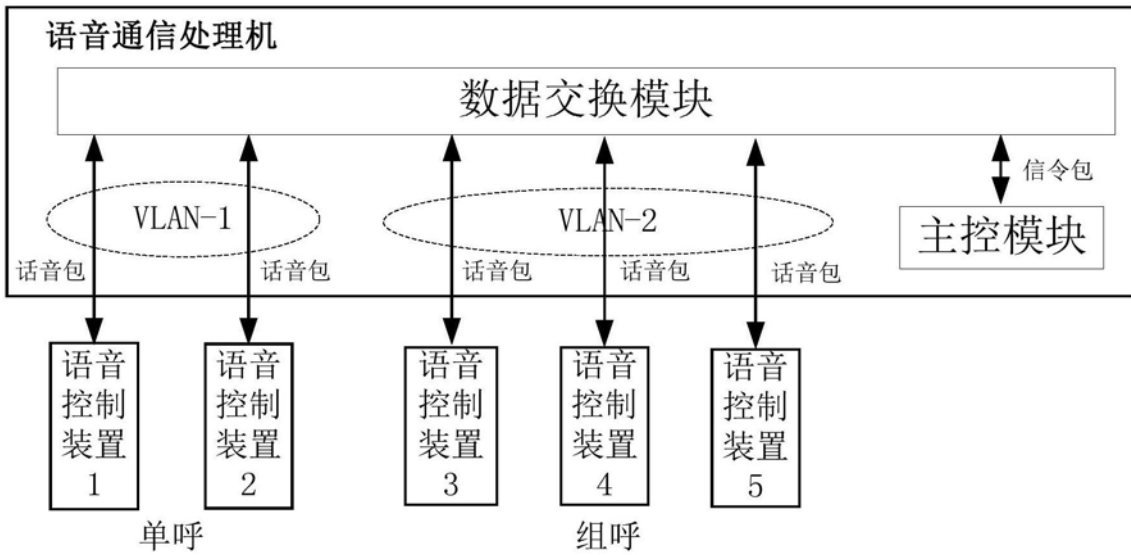 语音通信处理机
数据交换模块
信令包
VLAN-1
VLAN-2
主控模块
话音包
话音包
话音包
话音包
话音包
语音
控制
装置
1
语音
控制
装置
2
语音
控制
装置
3
语音
控制
装置
4
语音
控制
装置
5
单呼
组呼